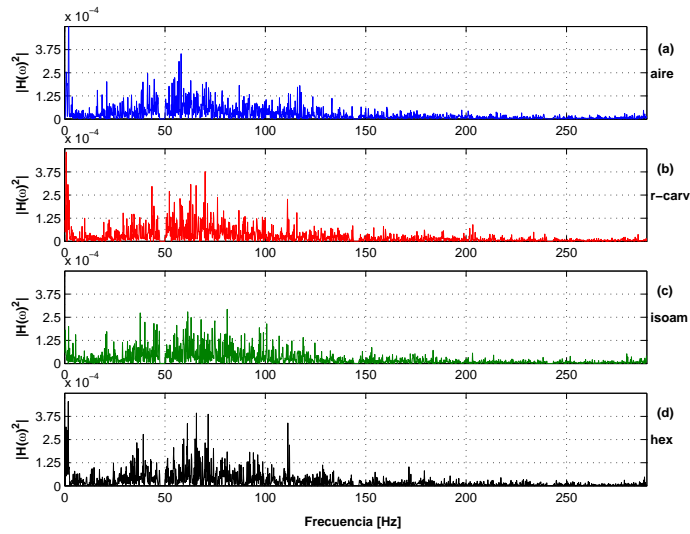 x 10⁻⁴
|H(ω)²|
3.75
2.5
1.25
0
0 50 100 150 200 250
(a)
aire
x 10⁻⁴
|H(ω)²|
3.75
2.5
1.25
0
0 50 100 150 200 250
(b)
r-carv
x 10⁻⁴
|H(ω)²|
3.75
2.5
1.25
0
0 50 100 150 200 250
(c)
isoam
x 10⁻⁴
|H(ω)²|
3.75
2.5
1.25
0
0 50 100 150 200 250
(d)
hex
Frecuencia [Hz]